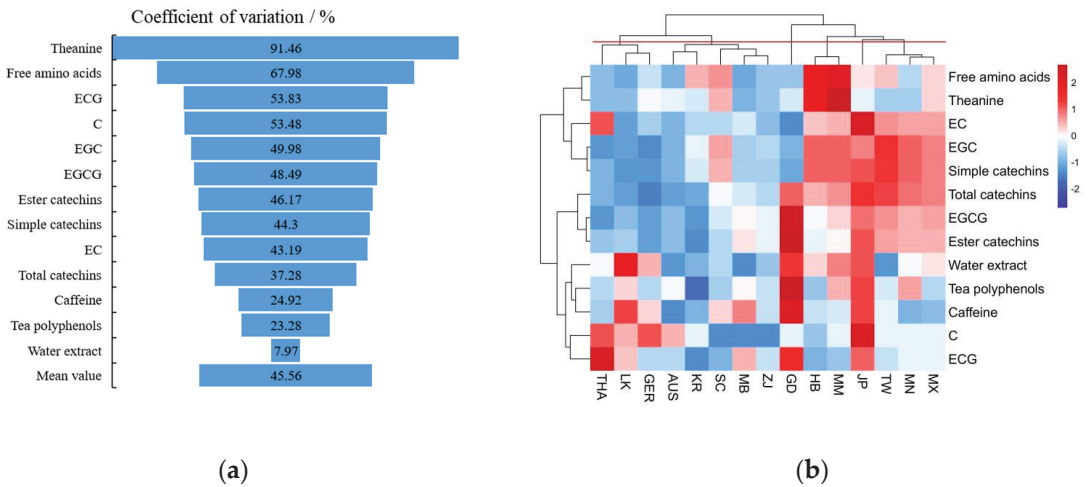 Coefficient of variation / %
Theanine 91.46
Free amino acids 67.98
ECG 53.83
C 53.48
EGC 49.98
EGCG 48.49
Ester catechins 46.17
Simple catechins 44.3
EC 43.19
Total catechins 37.28
Caffeine 24.92
Tea polyphenols 23.28
Water extract 7.97
Mean value 45.56
(a)
Free amino acids
Theanine
EC
EGC
Simple catechins
Total catechins
EGCG
Ester catechins
Water extract
Tea polyphenols
Caffeine
C
ECG
THA LK GER AUS KR SC MB ZJ GD HB MM JP TW MN MX
2
1
0
-1
-2
(b)